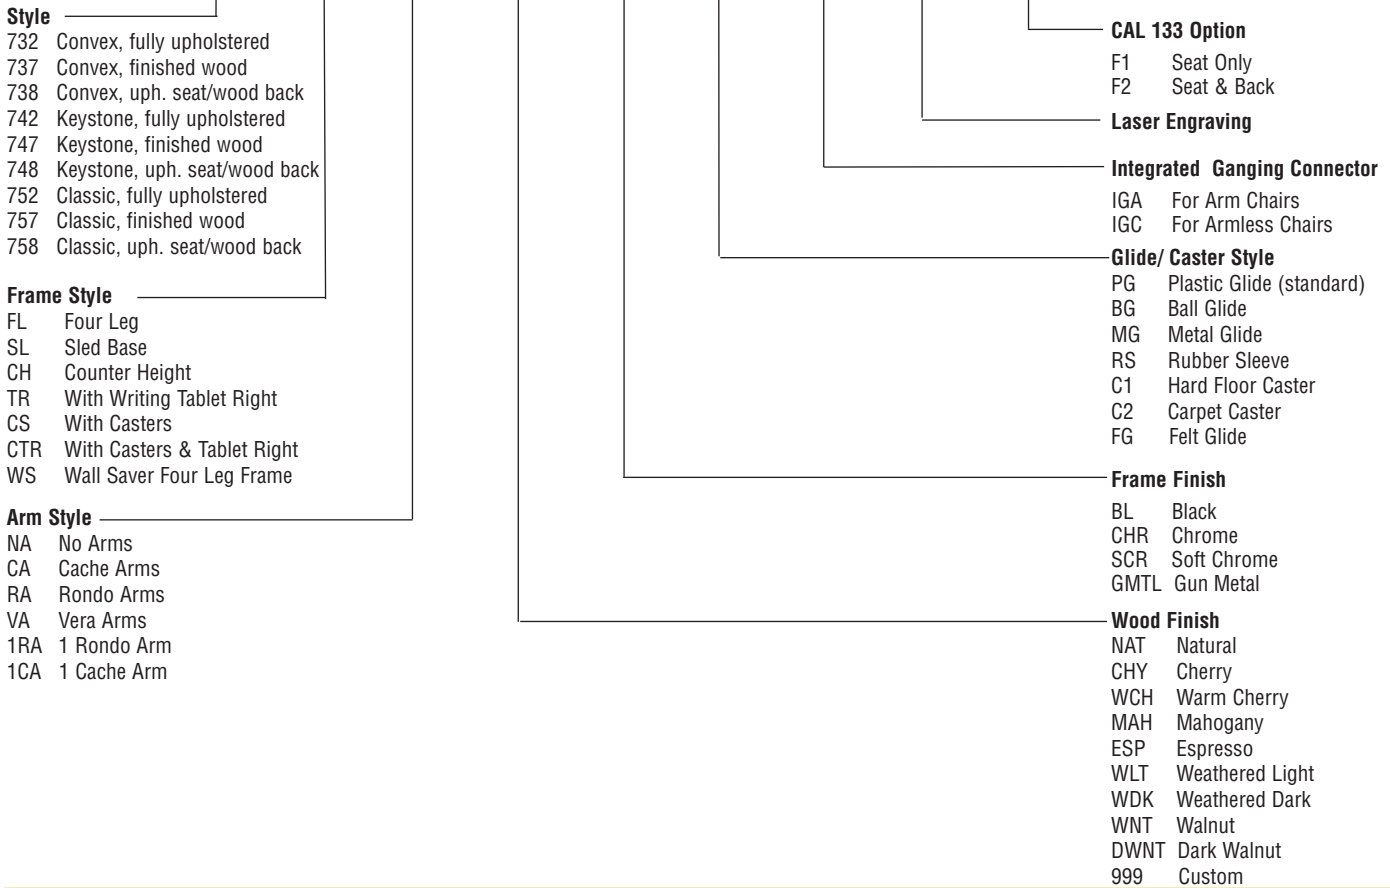 Style
732 Convex, fully upholstered
737 Convex, finished wood
738 Convex, uph. seat/wood back
742 Keystone, fully upholstered
747 Keystone, finished wood
748 Keystone, uph. seat/wood back
752 Classic, fully upholstered
757 Classic, finished wood
758 Classic, uph. seat/wood back
Frame Style
FL Four Leg
SL Sled Base
CH Counter Height
TR With Writing Tablet Right
CS With Casters
CTR With Casters & Tablet Right
WS Wall Saver Four Leg Frame
Arm Style
NA No Arms
CA Cache Arms
RA Rondo Arms
VA Vera Arms
1RA 1 Rondo Arm
1CA 1 Cache Arm
CAL 133 Option
F1 Seat Only
F2 Seat & Back
Laser Engraving
Integrated Ganging Connector
IGA For Arm Chairs
IGC For Armless Chairs
Glide/ Caster Style
PG Plastic Glide (standard)
BG Ball Glide
MG Metal Glide
RS Rubber Sleeve
C1 Hard Floor Caster
C2 Carpet Caster
FG Felt Glide
Frame Finish
BL Black
CHR Chrome
SCR Soft Chrome
GMTL Gun Metal
Wood Finish
NAT Natural
CHY Cherry
WCH Warm Cherry
MAH Mahogany
ESP Espresso
WLT Weathered Light
WDK Weathered Dark
WNT Walnut
DWNT Dark Walnut
999 Custom